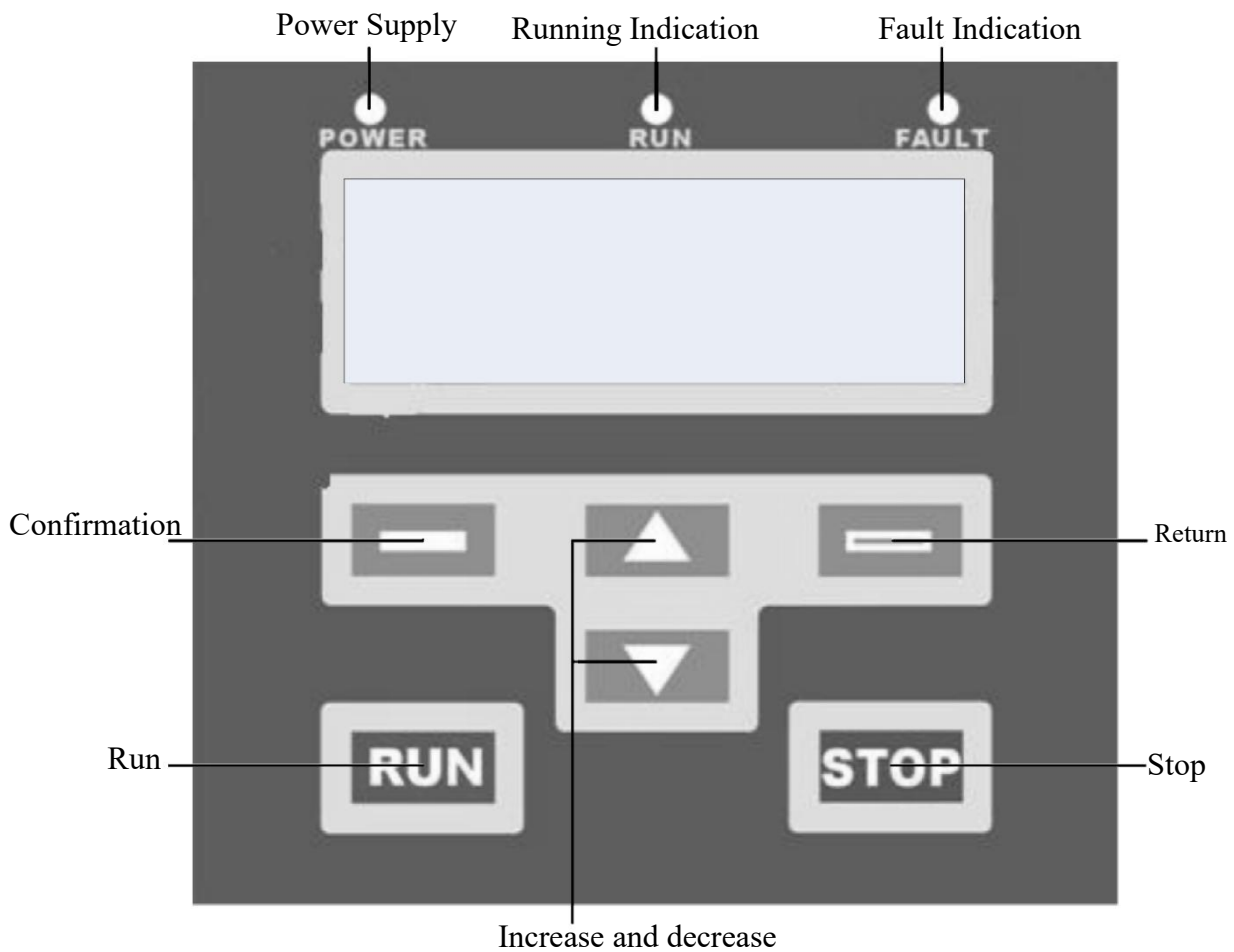 Power Supply
Running Indication
Fault Indication
POWER
RUN
FAULT
Confirmation
Return
Run
RUN
STOP
Stop
Increase and decrease